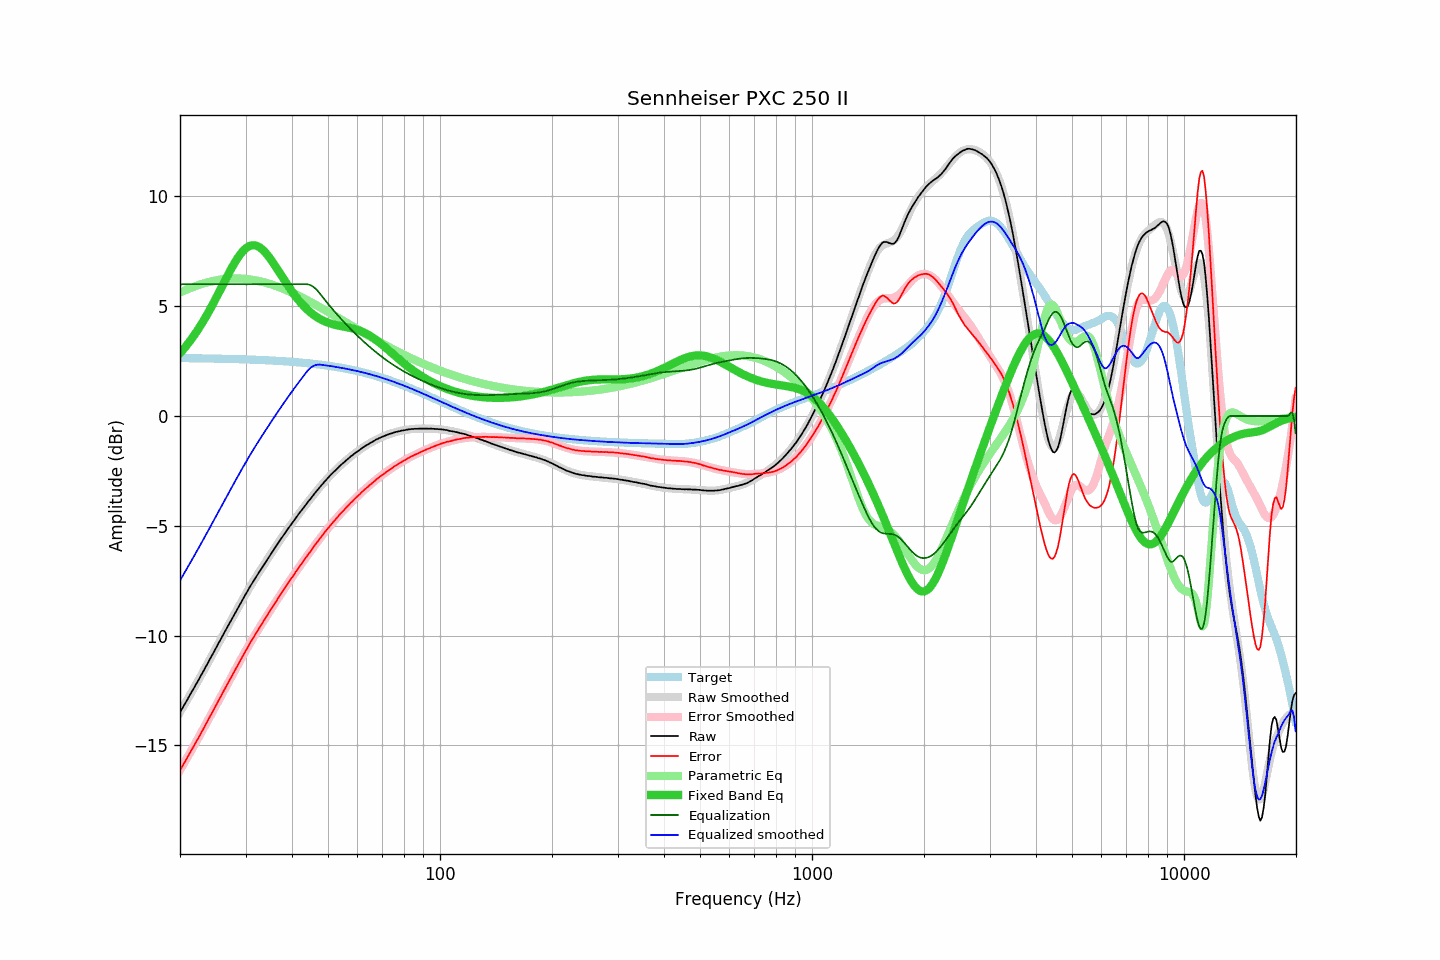 Sennheiser PXC 250 II
10
5
0
−5
−10
−15
Amplitude (dBr)
100
1000
10000
Frequency (Hz)
Target
Raw Smoothed
Error Smoothed
Raw
Error
Parametric Eq
Fixed Band Eq
Equalization
Equalized smoothed